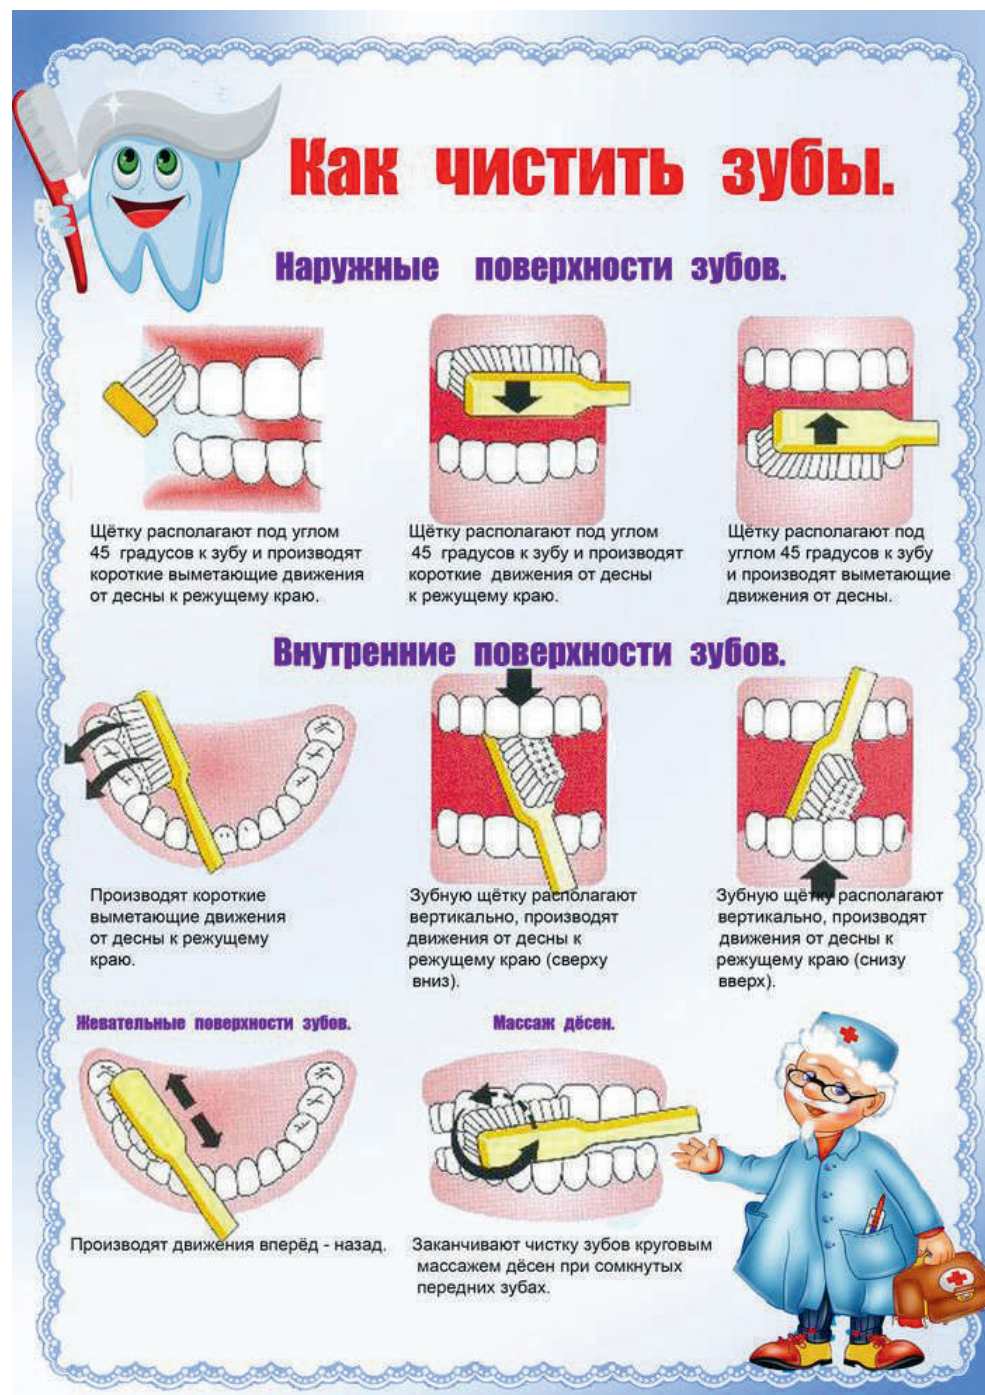 Как чистить зубы.
Наружные поверхности зубов.
Щётку располагают под углом
45 градусов к зубу и производят
короткие выметающие движения
от десны к режущему краю.
Щётку располагают под углом
45 градусов к зубу и производят
короткие движения от десны
к режущему краю.
Щётку располагают под
углом 45 градусов к зубу
и производят выметающие
движения от десны.
Внутренние поверхности зубов.
Производят короткие
выметающие движения
от десны к режущему
краю.
Зубную щётку располагают
вертикально, производят
движения от десны к
режущему краю (сверху
вниз).
Зубную щётку располагают
вертикально, производят
движения от десны к
режущему краю (снизу
вверх).
Жевательные поверхности зубов.
Производят движения вперёд - назад.
Массаж дёсен.
Заканчивают чистку зубов круговым
массажем дёсен при сомкнутых
передних зубах.